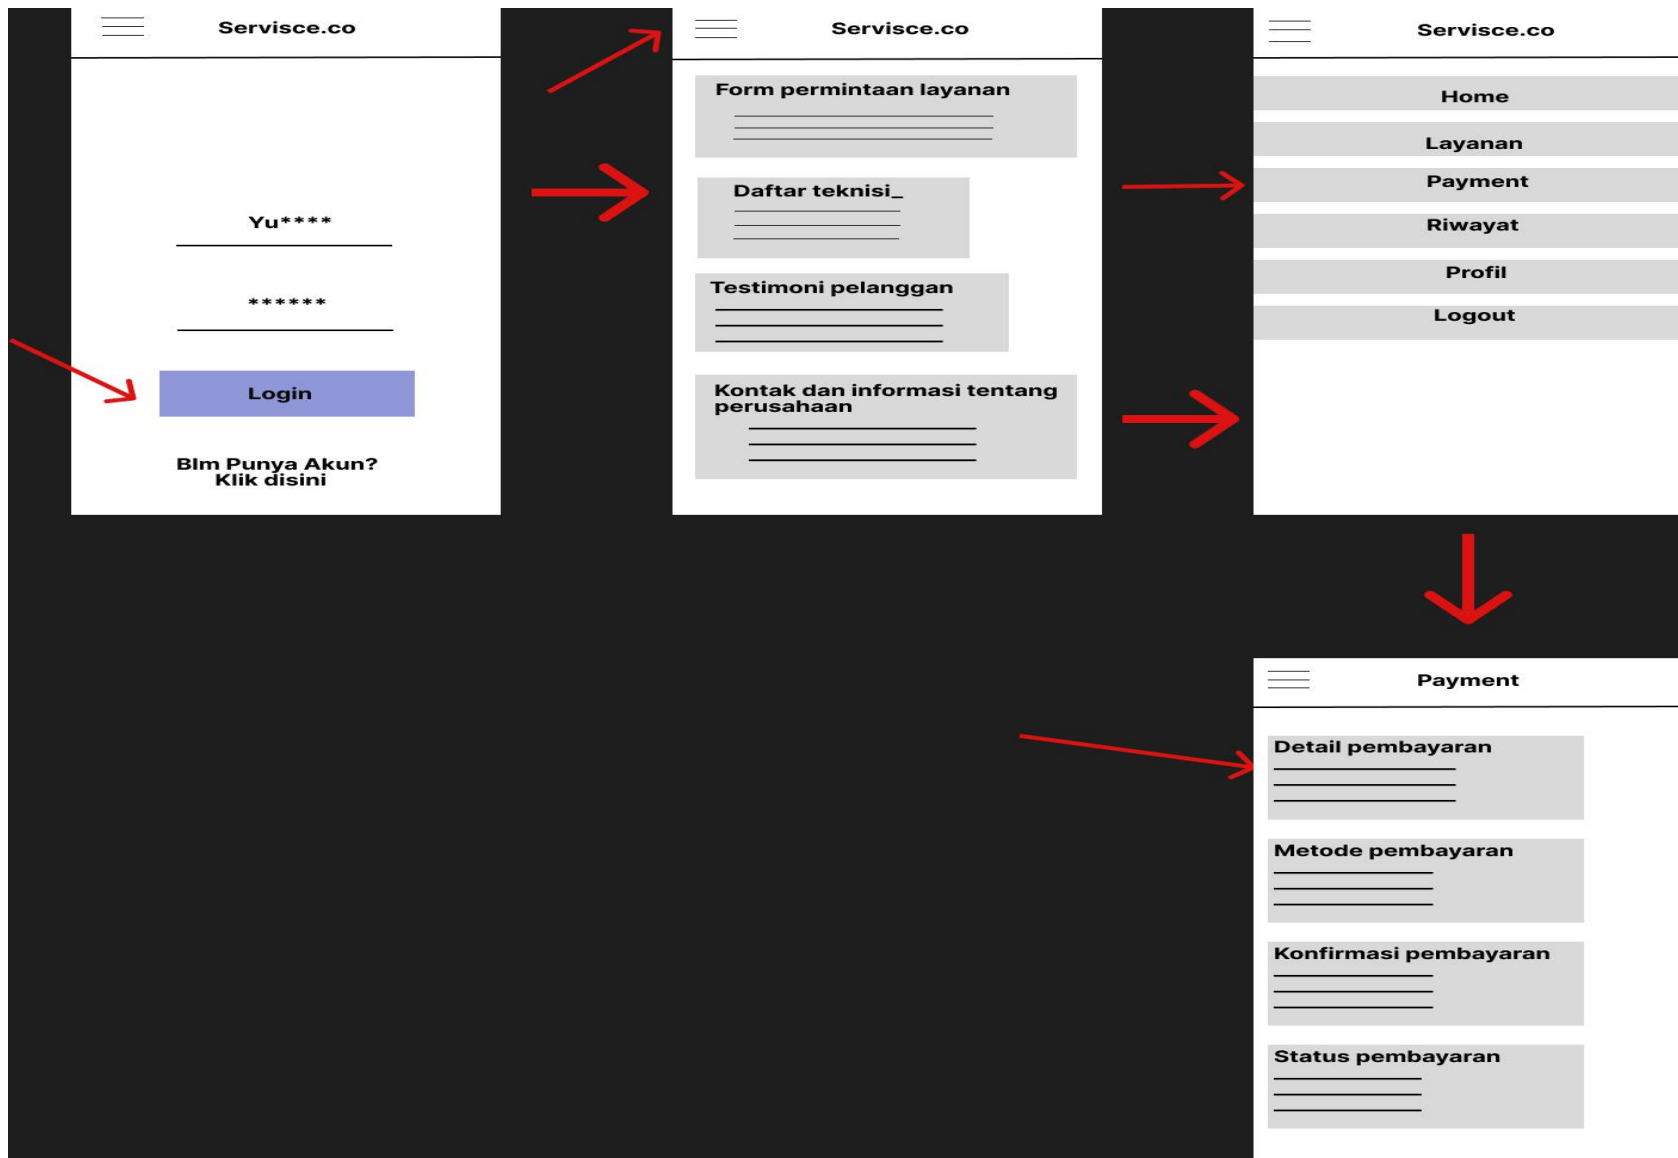 Servisce.co
Yu****
******
Login
Blm Punya Akun?
Klik disini
Servisce.co
Form permintaan layanan
Daftar teknisi_
Testimoni pelanggan
Kontak dan informasi tentang
perusahaan
Servisce.co
Home
Layanan
Payment
Riwayat
Profil
Logout
Payment
Detail pembayaran
Metode pembayaran
Konfirmasi pembayaran
Status pembayaran